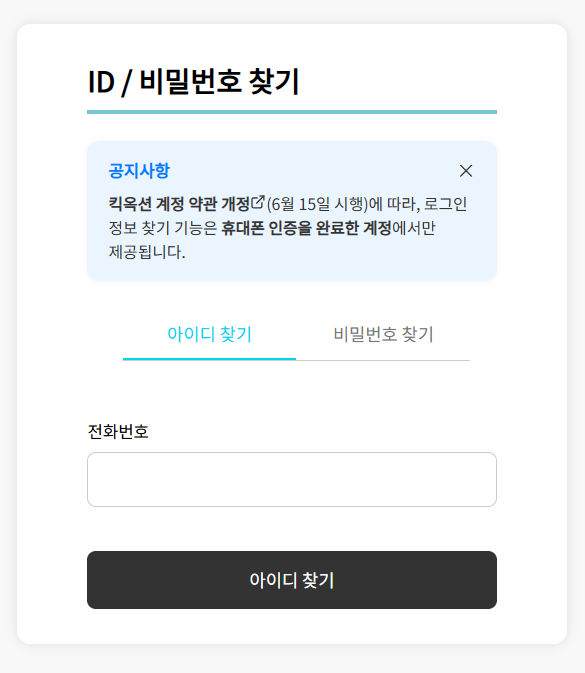 ID / 비밀번호 찾기
공지사항
킥옥션 계정 약관 개정(6월 15일 시행)에 따라, 로그인
정보 찾기 기능은 휴대폰 인증을 완료한 계정에서만
제공됩니다.
아이디 찾기 비밀번호 찾기
전화번호
아이디 찾기